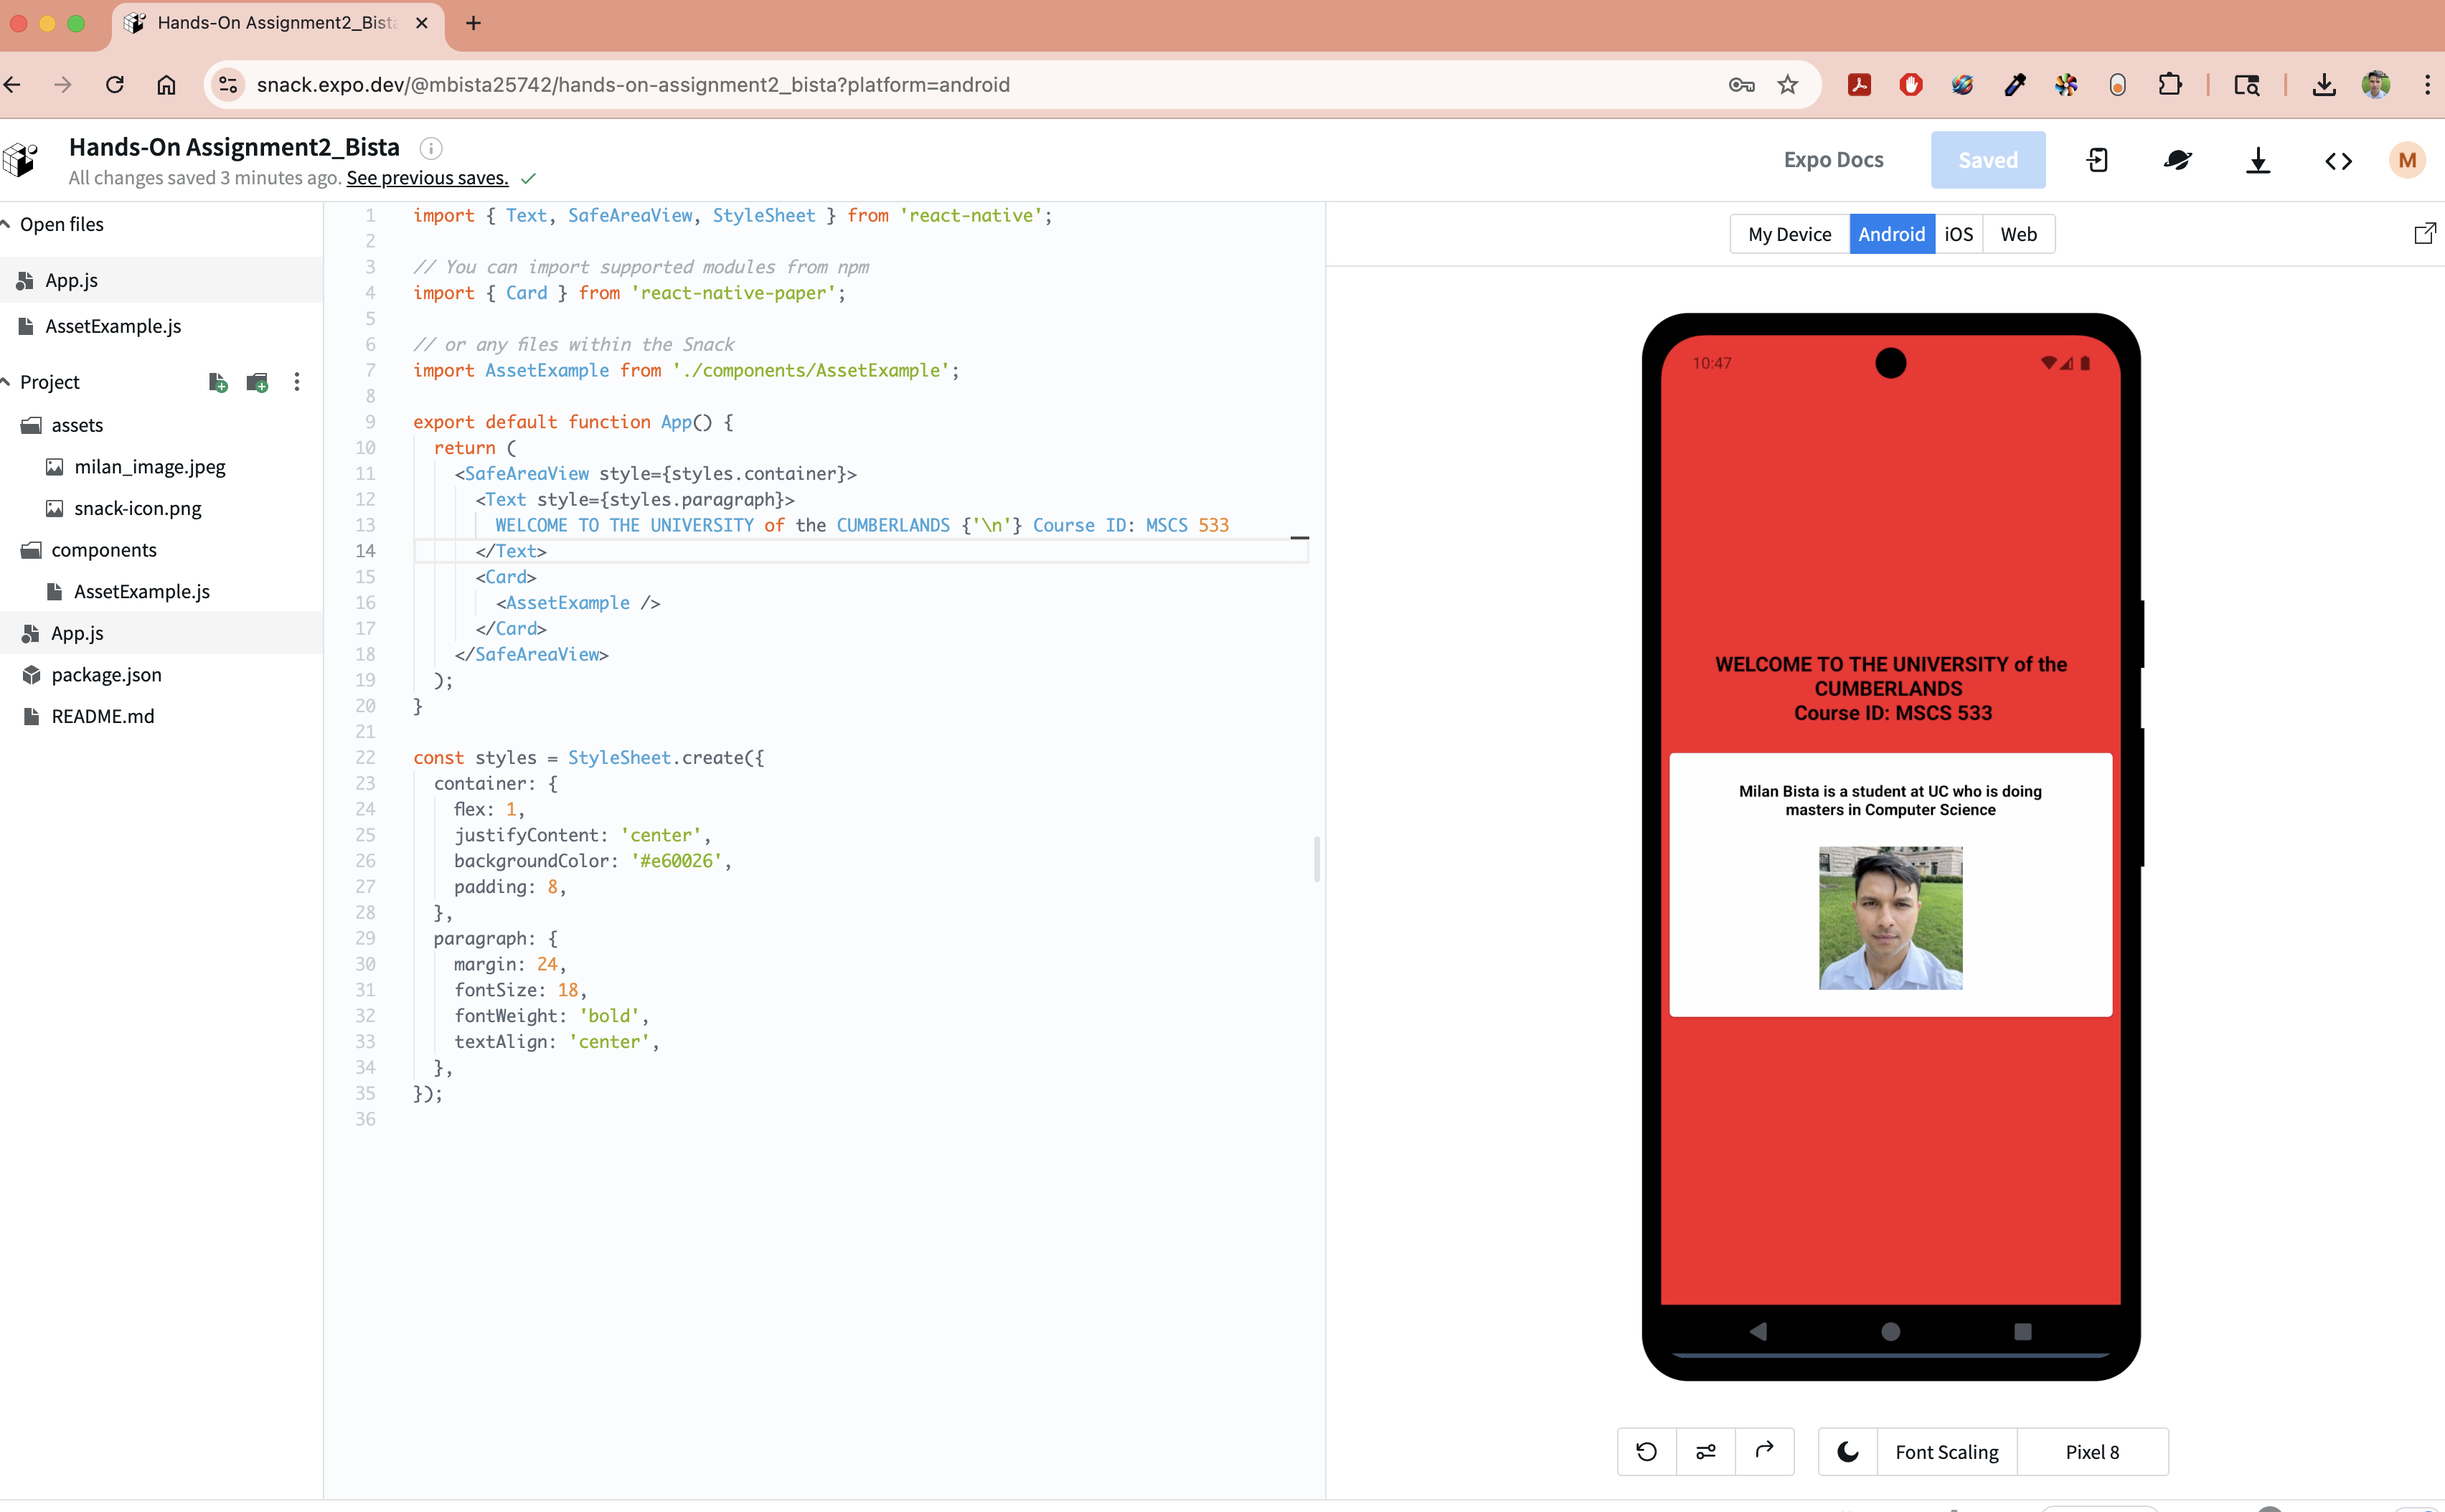 Hands-On Assignment2_Bista
snack.expo.dev/@mbista25742/hands-on-assignment2_bista?platform=android
Hands-On Assignment2_Bista
All changes saved 3 minutes ago. See previous saves.
Expo Docs
Saved
M
Open files
App.js
AssetExample.js
Project
assets
milan_image.jpeg
snack-icon.png
components
AssetExample.js
App.js
package.json
README.md
1 import { Text, SafeAreaView, StyleSheet } from 'react-native';
2
3 // You can import supported modules from npm
4 import { Card } from 'react-native-paper';
5
6 // or any files within the Snack
7 import AssetExample from './components/AssetExample';
8
9 export default function App() {
10 return (
11 <SafeAreaView style={styles.container}>
12 <Text style={styles.paragraph}>
13 WELCOME TO THE UNIVERSITY of the CUMBERLANDS {'\n'} Course ID: MSCS 533
14 </Text>
15 <Card>
16 <AssetExample />
17 </Card>
18 </SafeAreaView>
19 );
20 }
21
22 const styles = StyleSheet.create({
23 container: {
24 flex: 1,
25 justifyContent: 'center',
26 backgroundColor: '#e60026',
27 padding: 8,
28 },
29 paragraph: {
30 margin: 24,
31 fontSize: 18,
32 fontWeight: 'bold',
33 textAlign: 'center',
34 },
35 });
36
My Device Android iOS Web
10:47
WELCOME TO THE UNIVERSITY of the
CUMBERLANDS
Course ID: MSCS 533
Milan Bista is a student at UC who is doing
masters in Computer Science
Font Scaling
Pixel 8